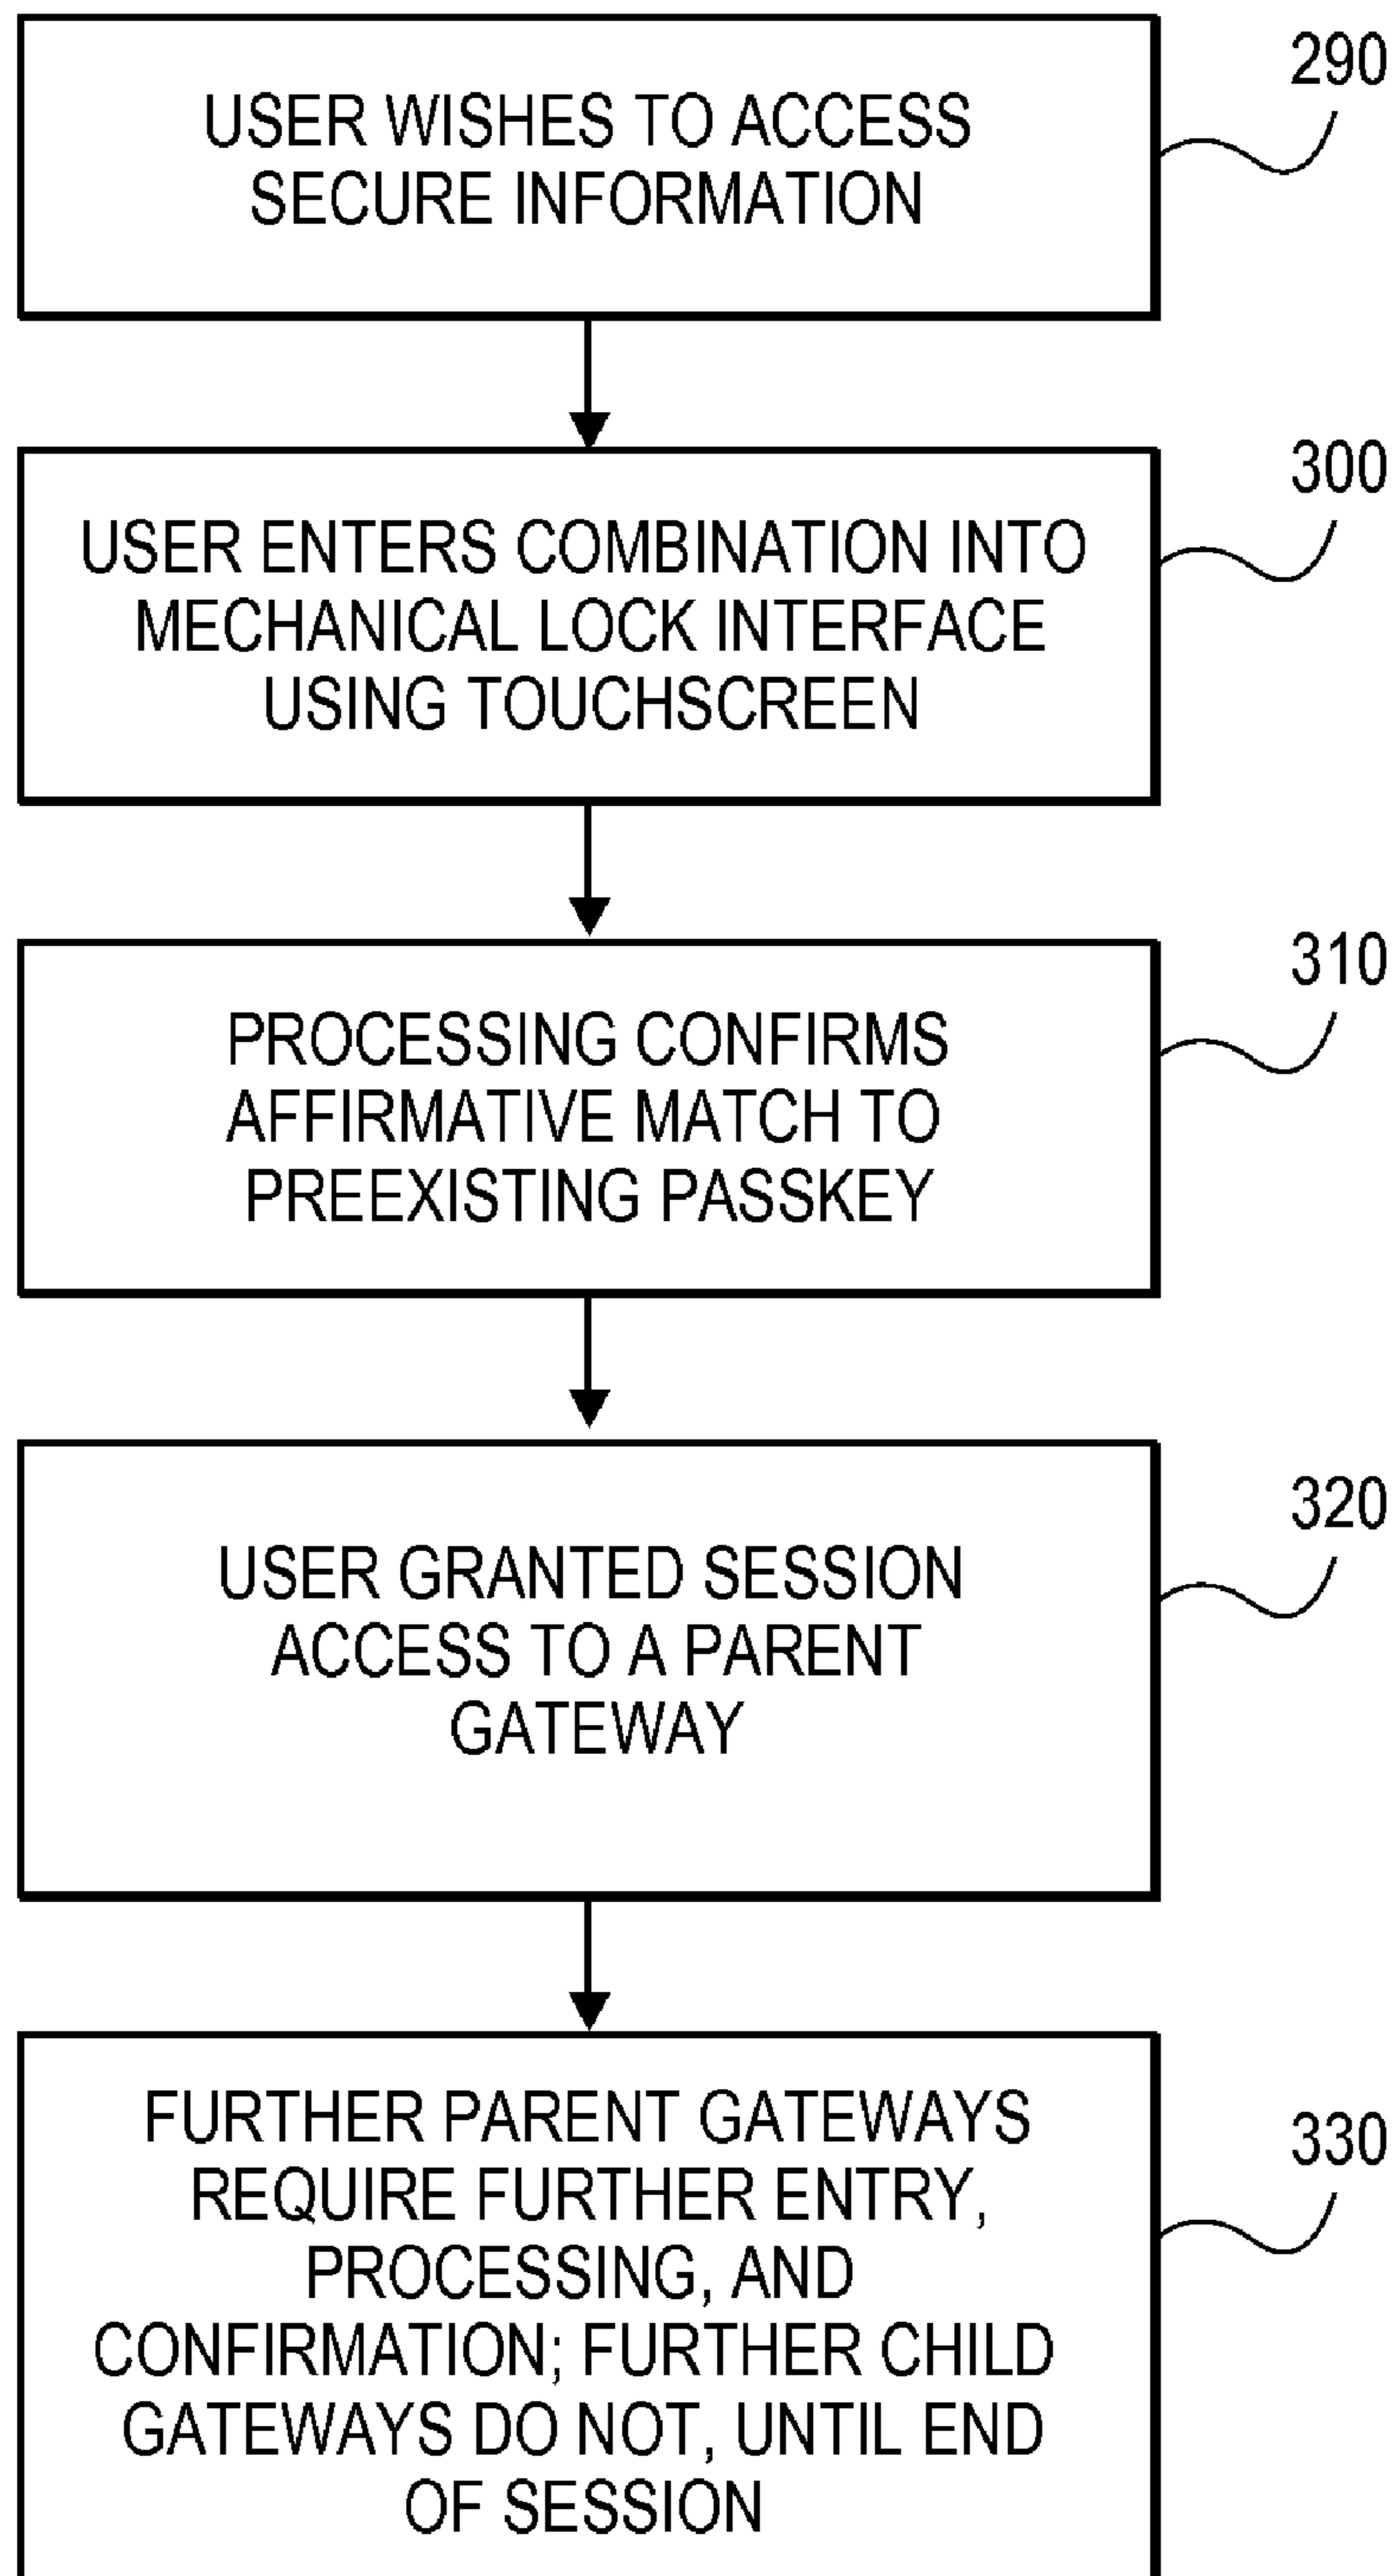 290
USER WISHES TO ACCESS
SECURE INFORMATION
300
USER ENTERS COMBINATION INTO
MECHANICAL LOCK INTERFACE
USING TOUCHSCREEN
310
PROCESSING CONFIRMS
AFFIRMATIVE MATCH TO
PREEXISTING PASSKEY
320
USER GRANTED SESSION
ACCESS TO A PARENT
GATEWAY
330
FURTHER PARENT GATEWAYS
REQUIRE FURTHER ENTRY,
PROCESSING, AND
CONFIRMATION; FURTHER CHILD
GATEWAYS DO NOT, UNTIL END
OF SESSION